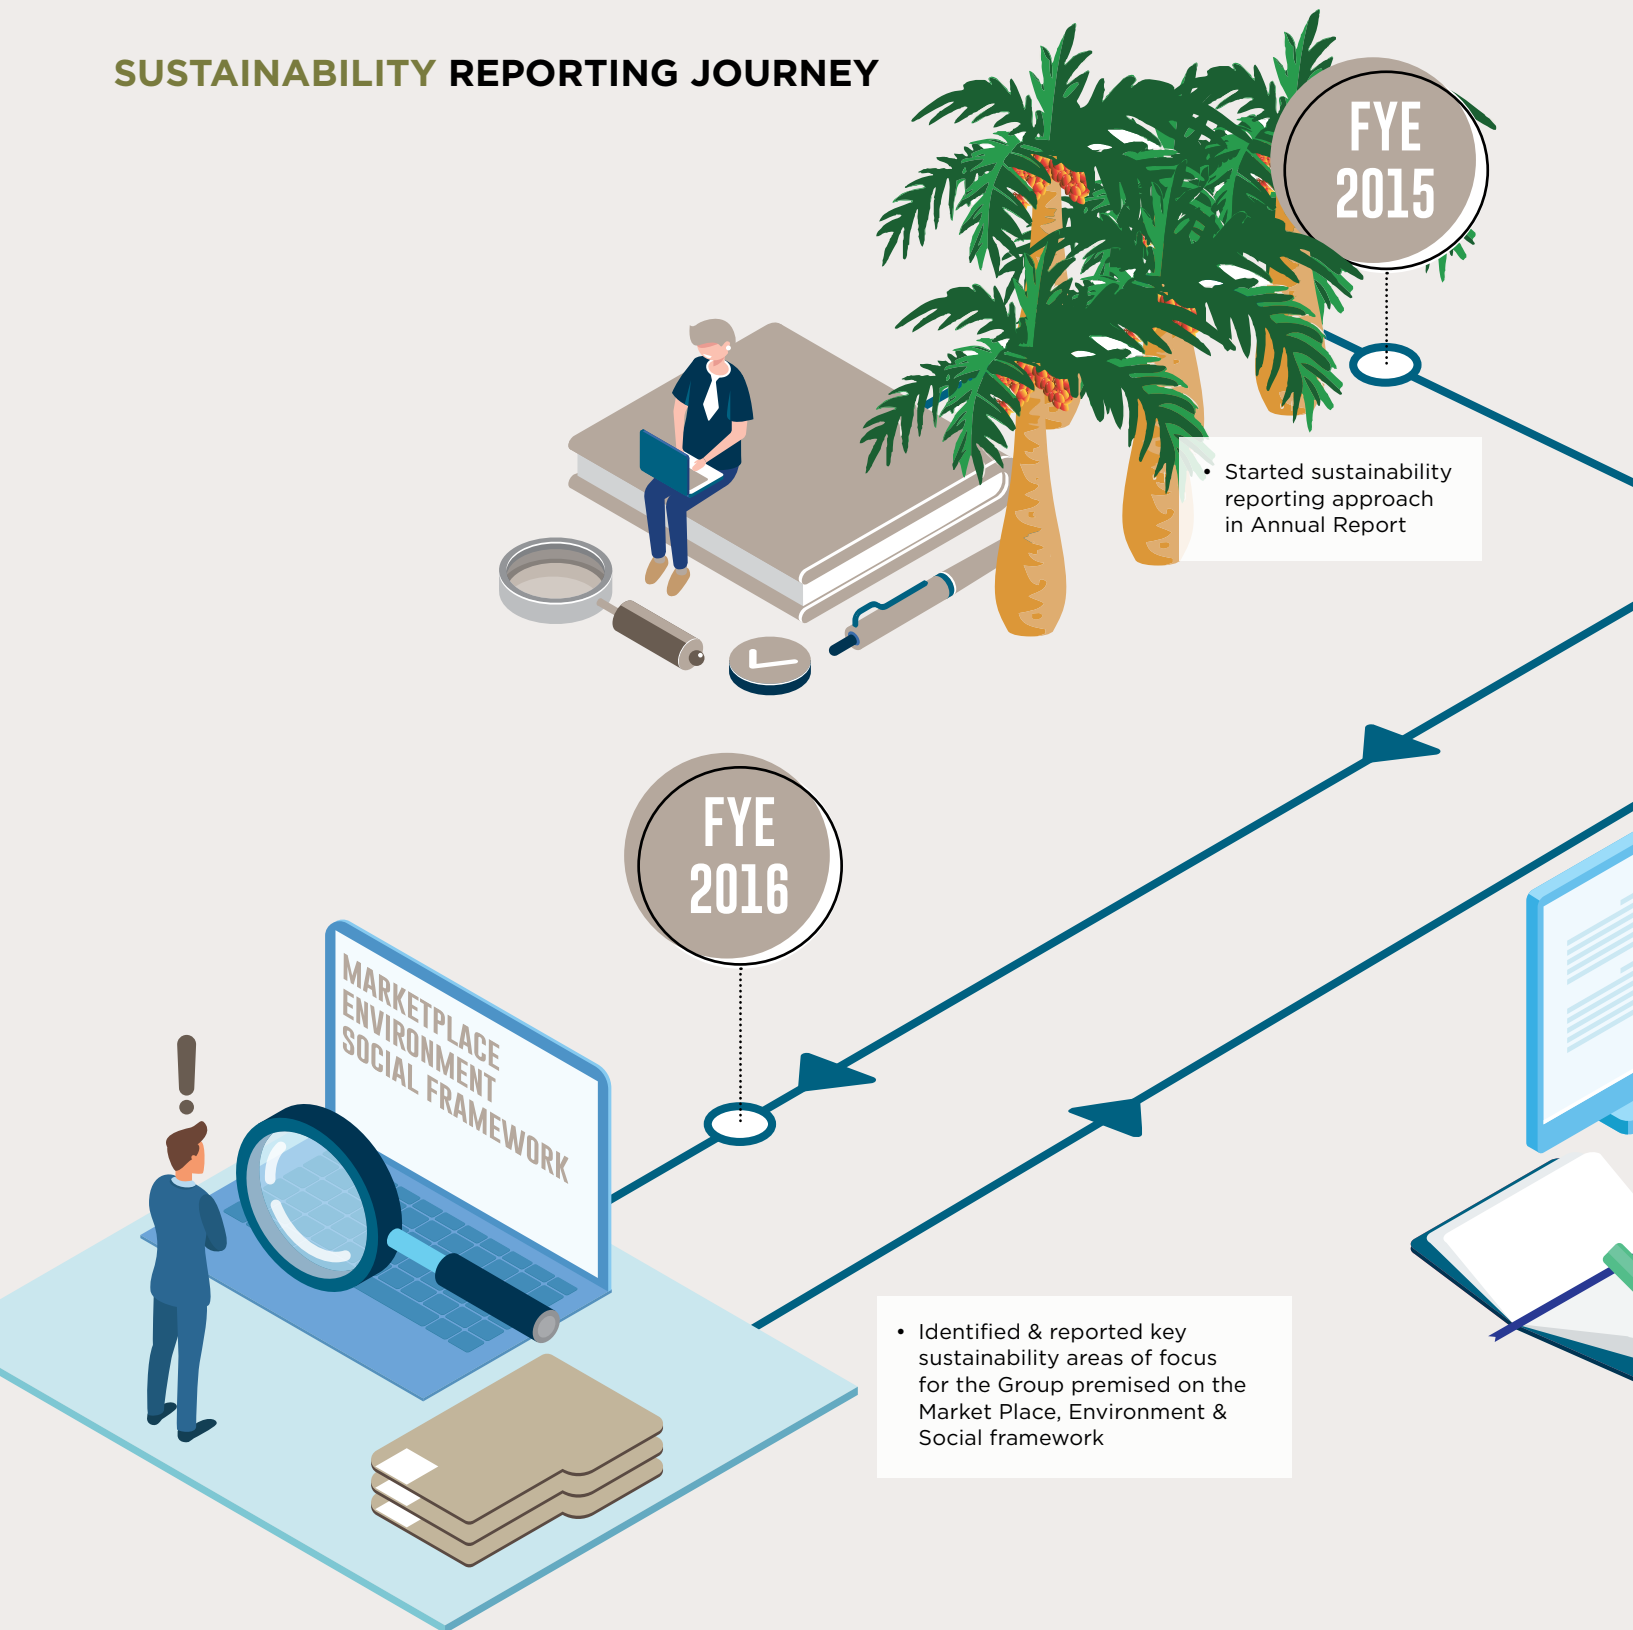 SUSTAINABILITY REPORTING JOURNEY
FYE
2015
• Started sustainability
reporting approach
in Annual Report
FYE
2016
MARKETPLACE
ENVIRONMENT
SOCIAL FRAMEWORK
• Identified & reported key
sustainability areas of focus
for the Group premised on the
Market Place, Environment &
Social framework